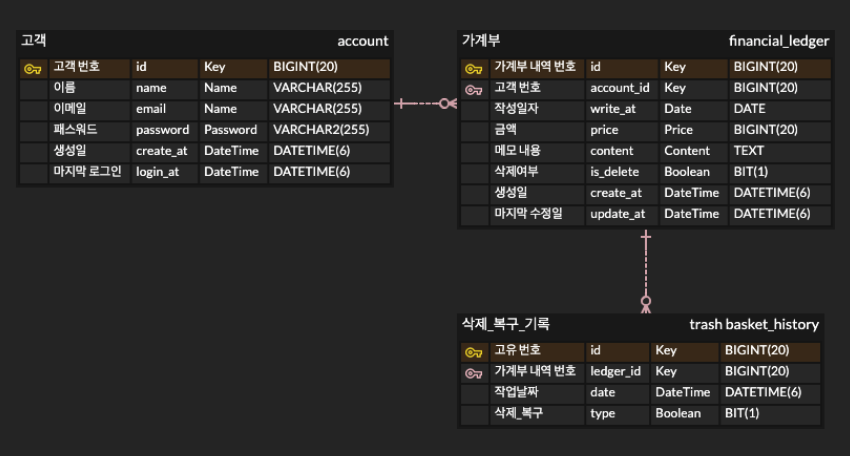 고객 account
고객 번호 id Key BIGINT(20)
이름 name Name VARCHAR(255)
이메일 email Name VARCHAR(255)
패스워드 password Password VARCHAR2(255)
생성일 create_at DateTime DATETIME(6)
마지막 로그인 login_at DateTime DATETIME(6)
가계부 financial_ledger
가계부 내역 번호 id Key BIGINT(20)
고객 번호 account_id Key BIGINT(20)
작성일자 write_at Date DATE
금액 price Price BIGINT(20)
메모 내용 content Content TEXT
삭제여부 is_delete Boolean BIT(1)
생성일 create_at DateTime DATETIME(6)
마지막 수정일 update_at DateTime DATETIME(6)
삭제_복구_기록 trash basket_history
고유 번호 id Key BIGINT(20)
가계부 내역 번호 ledger_id Key BIGINT(20)
작업날짜 date DateTime DATETIME(6)
삭제_복구 type Boolean BIT(1)